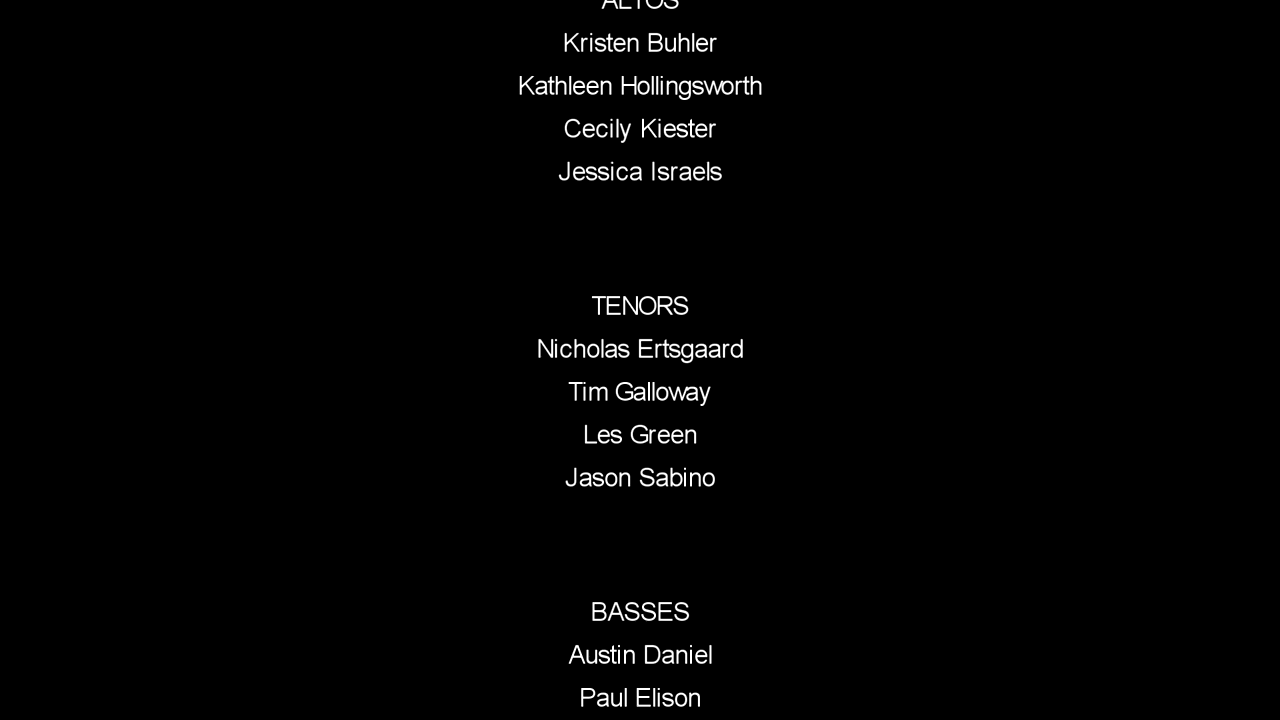 ALTOS
Kristen Buhler
Kathleen Hollingsworth
Cecily Kiester
Jessica Israels
TENORS
Nicholas Ertsgaard
Tim Galloway
Les Green
Jason Sabino
BASSES
Austin Daniel
Paul Elison